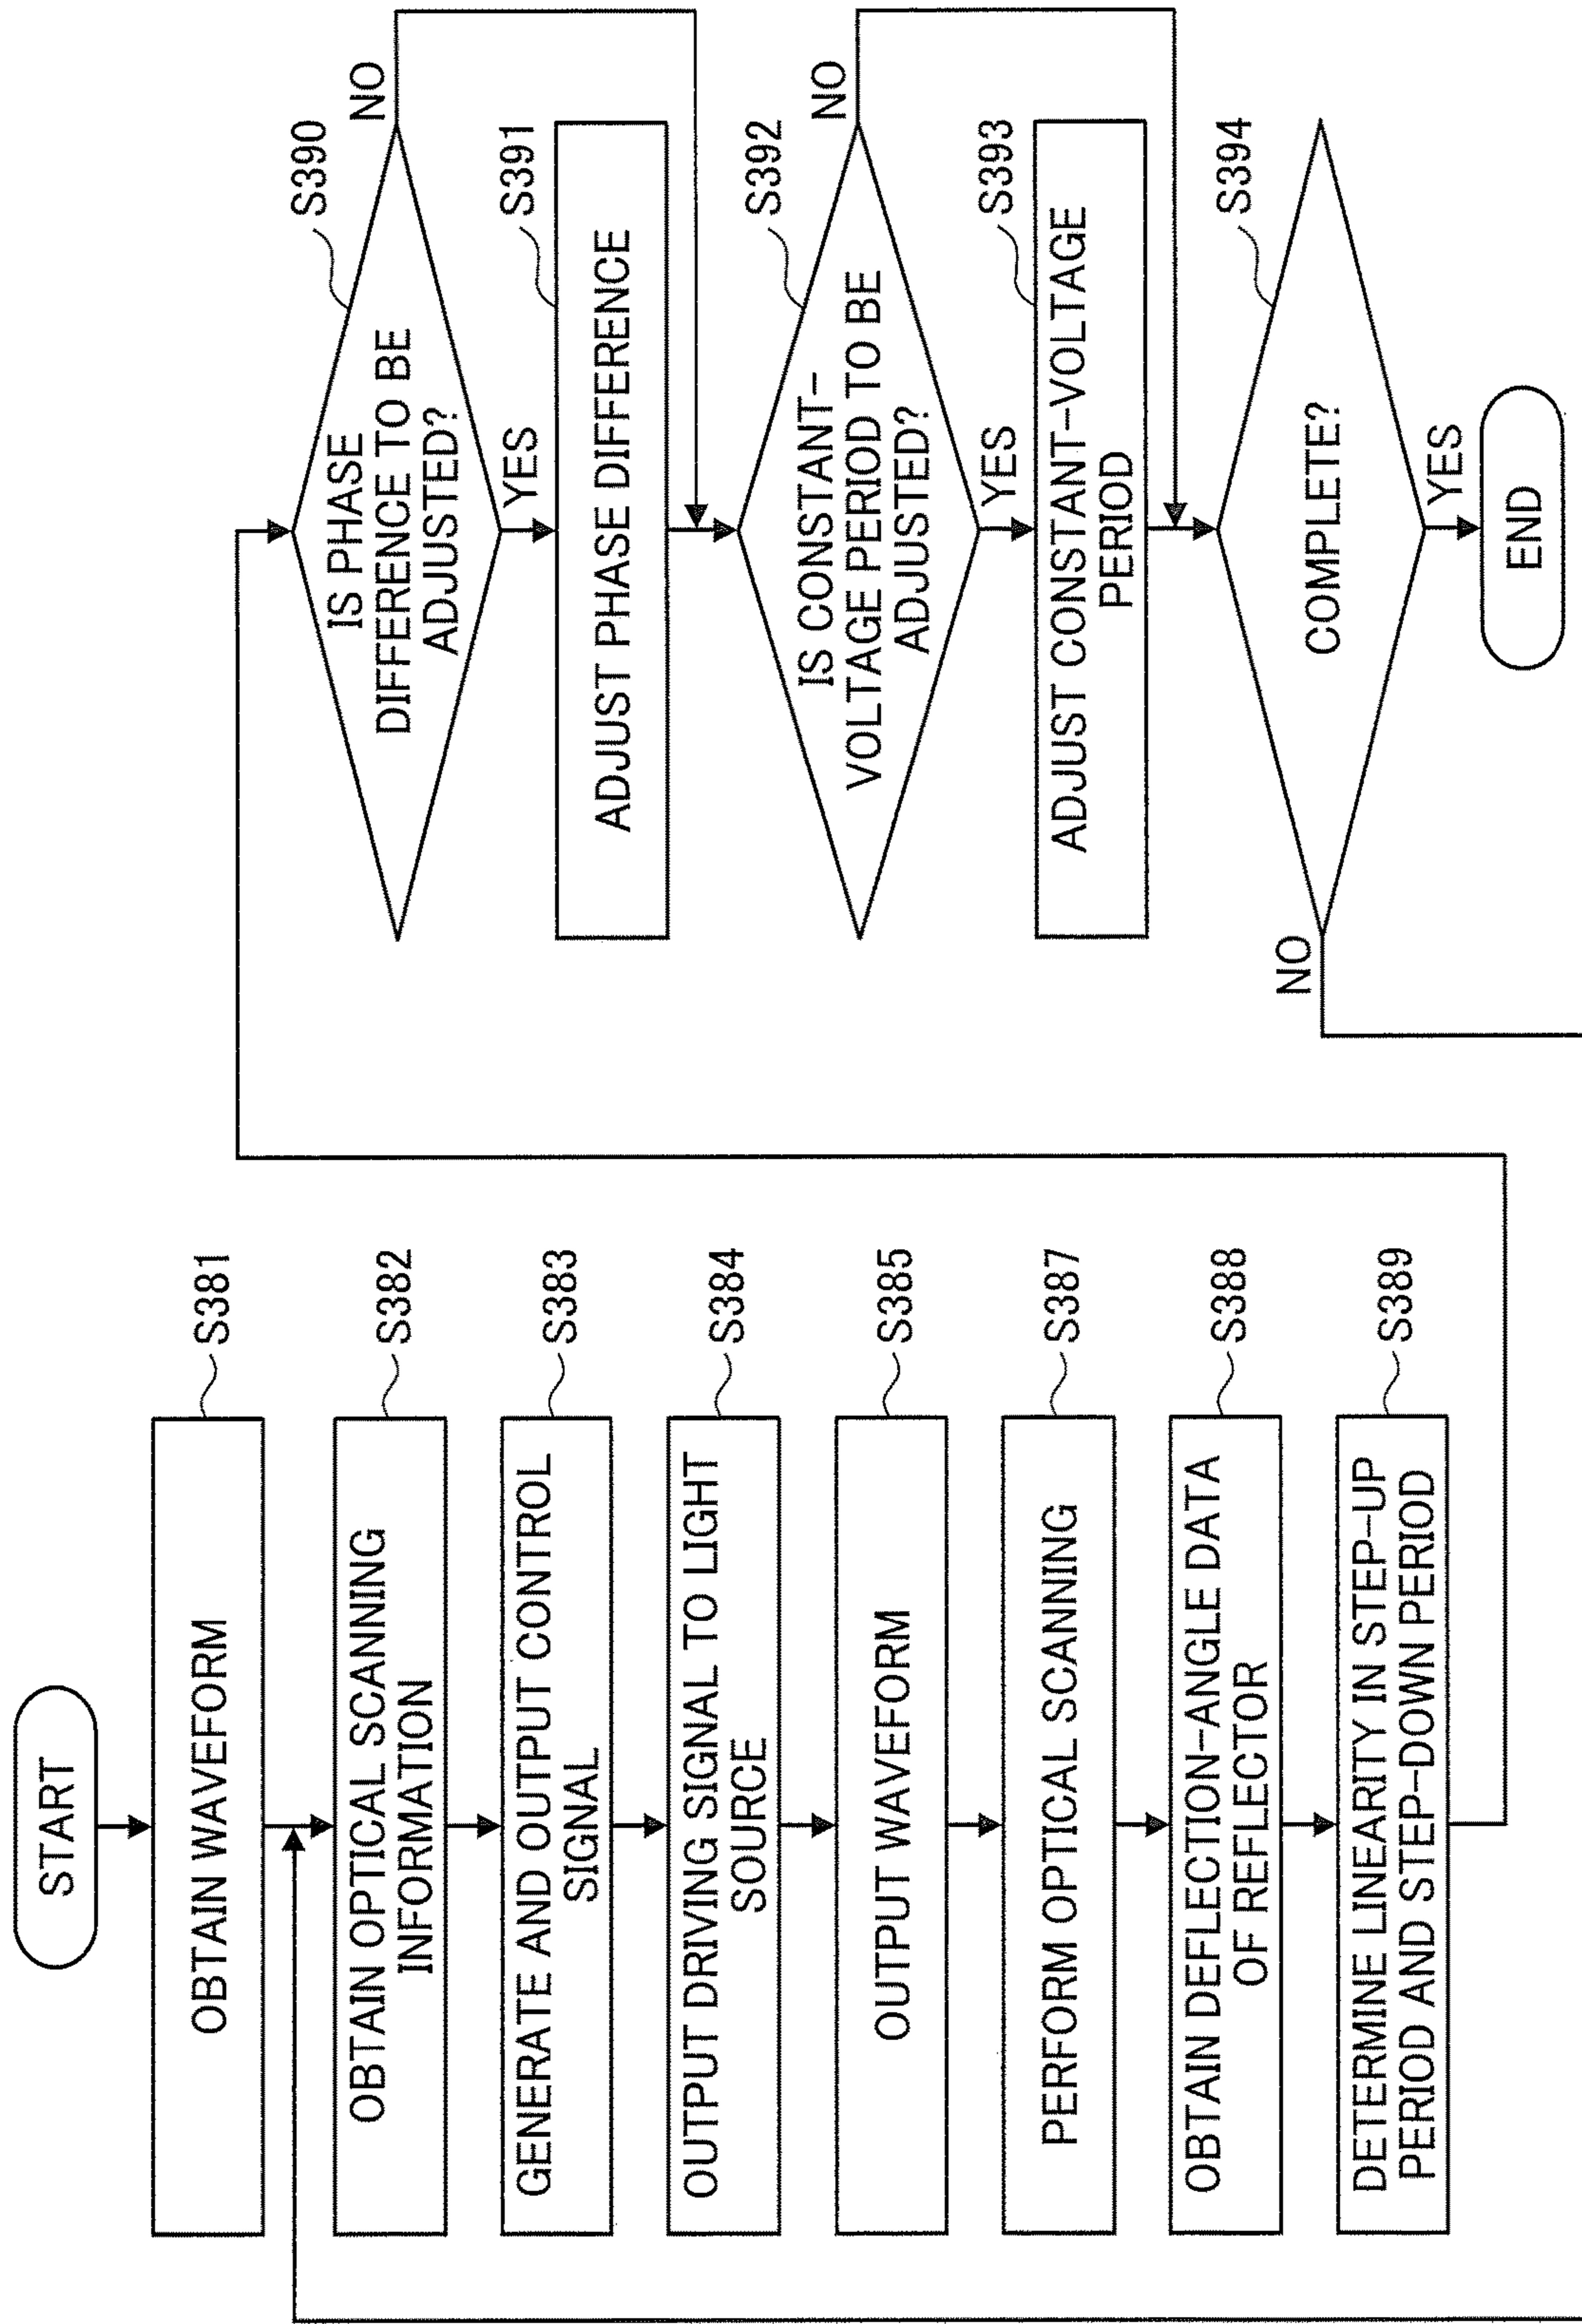 START
OBTAIN WAVEFORM
S381
OBTAIN OPTICAL SCANNING
INFORMATION
S382
GENERATE AND OUTPUT CONTROL
SIGNAL
S383
OUTPUT DRIVING SIGNAL TO LIGHT
SOURCE
S384
OUTPUT WAVEFORM
S385
PERFORM OPTICAL SCANNING
S387
OBTAIN DEFLECTION-ANGLE DATA
OF REFLECTOR
S388
DETERMINE LINEARITY IN STEP-UP
PERIOD AND STEP-DOWN PERIOD
S389
IS PHASE
DIFFERENCE TO BE
ADJUSTED?
S390
NO
YES
ADJUST PHASE DIFFERENCE
S391
IS CONSTANT-
VOLTAGE PERIOD TO BE
ADJUSTED?
S392
NO
YES
ADJUST CONSTANT-VOLTAGE
PERIOD
S393
COMPLETE?
S394
NO
YES
END